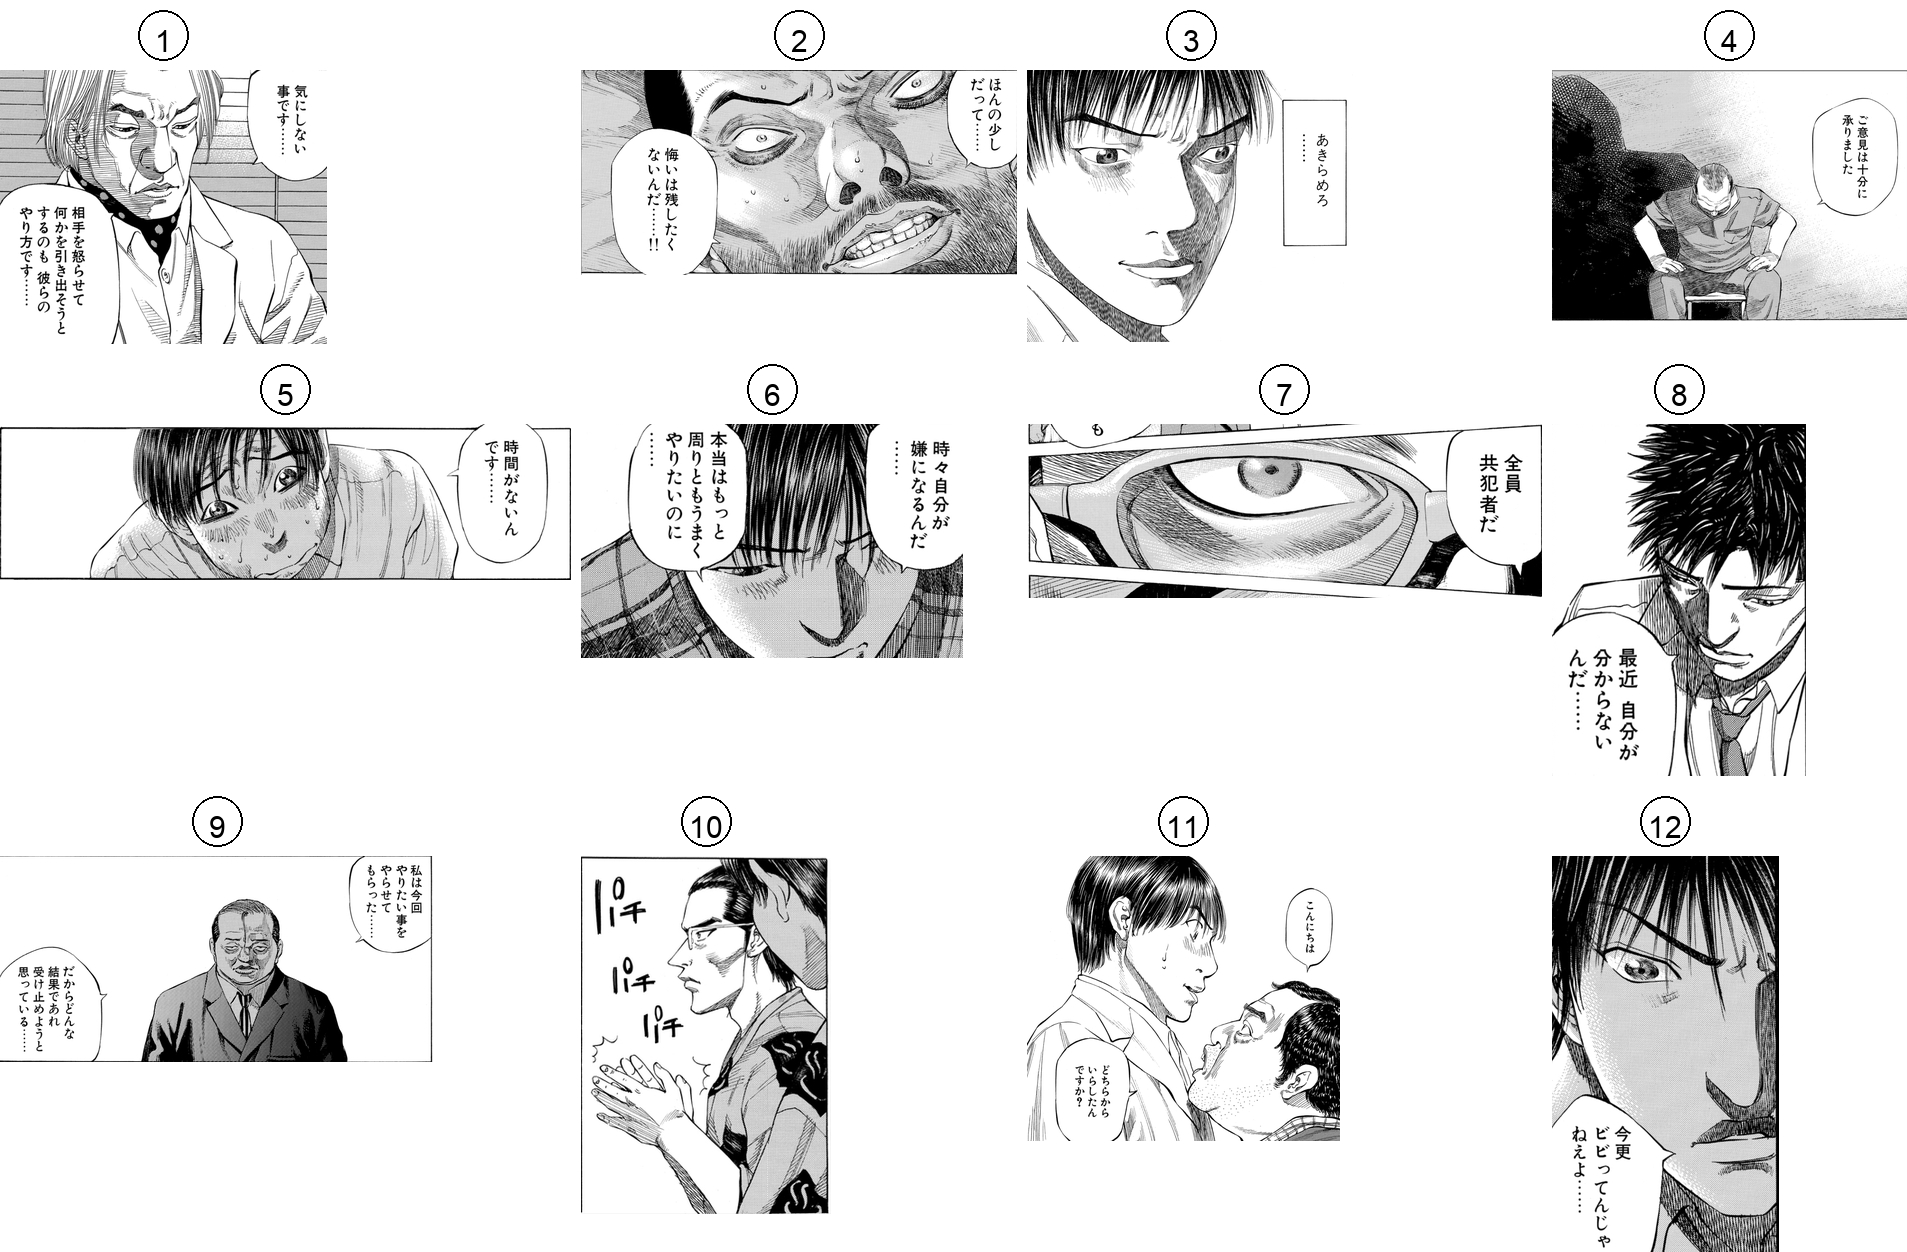 1
気にしない
事です……
相手を怒らせて
何かを引き出そうと
するのも 彼らの
やり方です……
2
ほんの少し
だって……
悔いは残したく
ないんだ……!!
3
あきらめろ
……
4
ご意見は十分に
承りました
5
時間がないん
です……
6
時々自分が
嫌になるんだ
……
本当はもっと
周りともうまく
やりたいのに
……
7
も
全員
共犯者だ
8
最近 自分が
分からない
んだ……
9
私は今回
やりたい事を
やらせて
もらった……
だからどんな
結果であれ
受け止めようと
思っている……
10
パチ
パチ
パチ
11
こんにちは
どちらから
いらしたん
ですか?
12
今更
ビビってんじゃ
ねえよ……